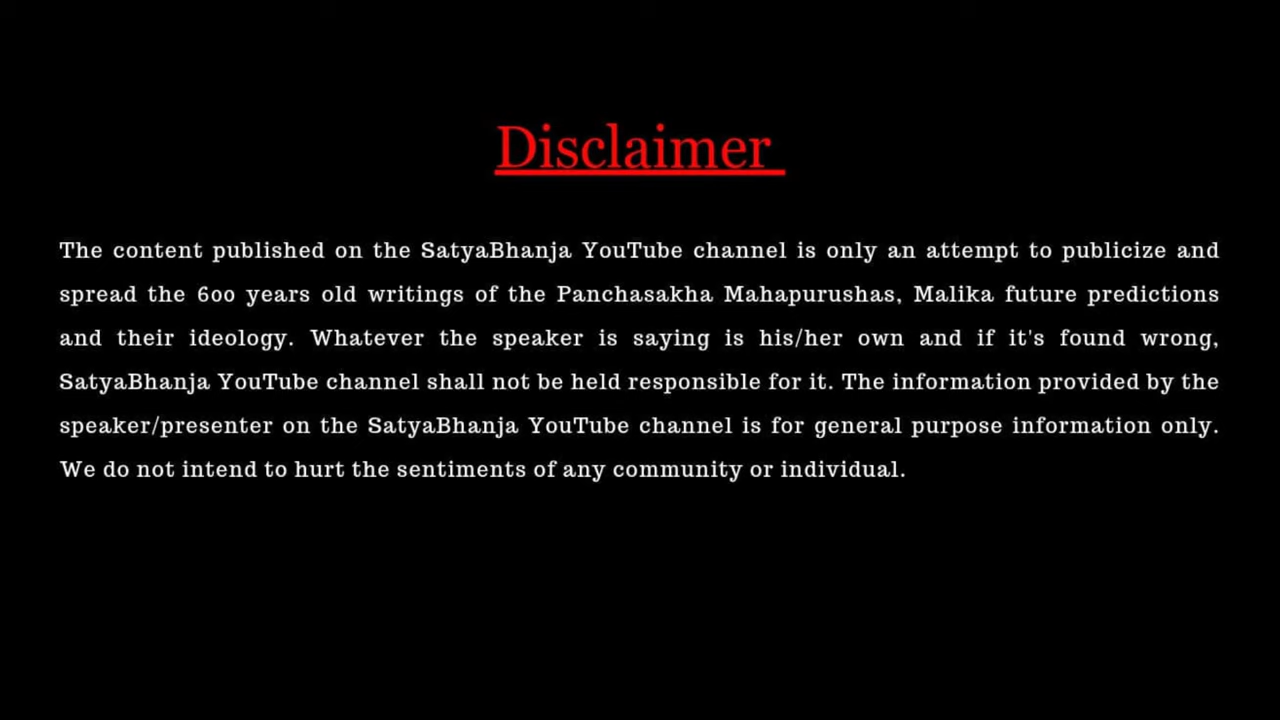 Disclaimer
The content published on the SatyaBhanja YouTube channel is only an attempt to publicize and
spread the 600 years old writings of the Panchasakha Mahapurushas, Malika future predictions
and their ideology. Whatever the speaker is saying is his/her own and if it's found wrong,
SatyaBhanja YouTube channel shall not be held responsible for it. The information provided by the
speaker/presenter on the SatyaBhanja YouTube channel is for general purpose information only.
We do not intend to hurt the sentiments of any community or individual.